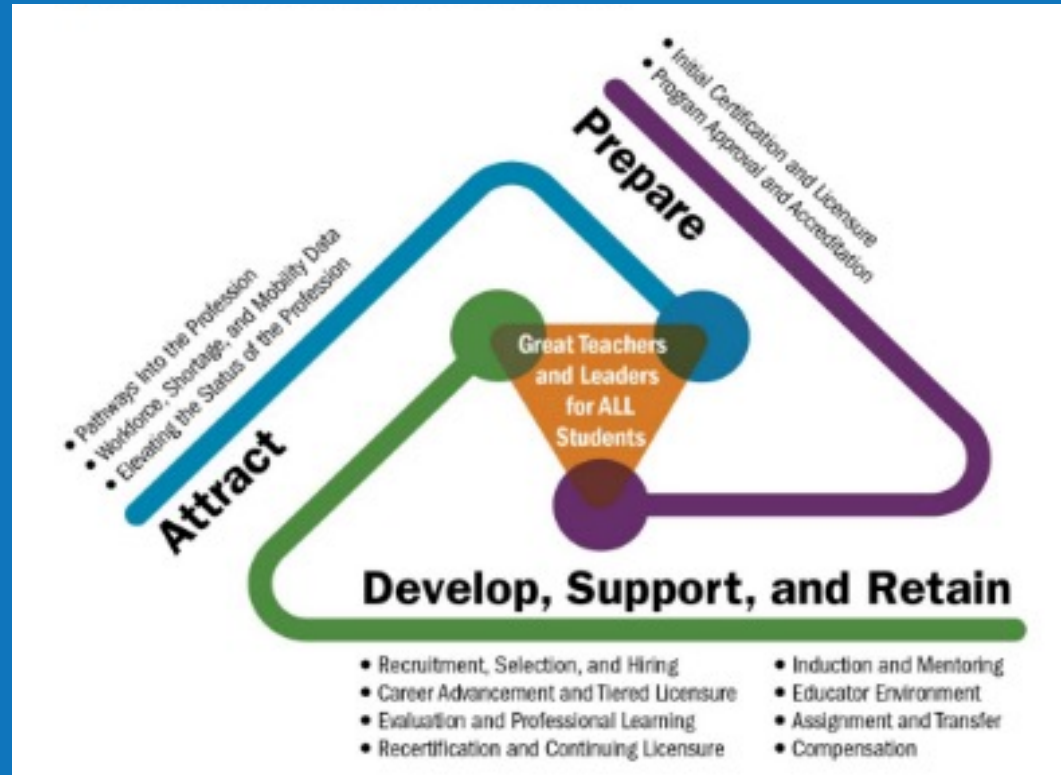 • Pathways Into the Profession
• Workforce, Shortage, and Mobility Data
• Elevating the Status of the Profession
Attract
• Initial Certification and Licensure
• Program Approval and Accreditation
Prepare
Great Teachers
and Leaders
for ALL
Students
Develop, Support, and Retain
• Recruitment, Selection, and Hiring
• Career Advancement and Tiered Licensure
• Evaluation and Professional Learning
• Recertification and Continuing Licensure
• Induction and Mentoring
• Educator Environment
• Assignment and Transfer
• Compensation